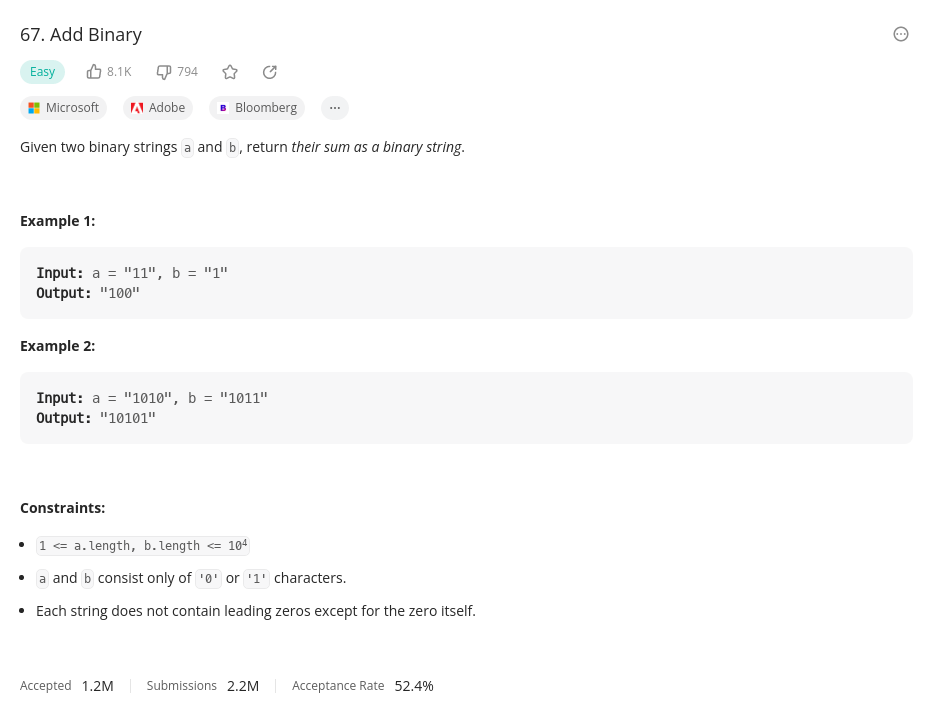 67. Add Binary
Easy 8.1K 794
Microsoft Adobe B Bloomberg ...
Given two binary strings a and b, return their sum as a binary string.
Example 1:
Input: a = "11", b = "1"
Output: "100"
Example 2:
Input: a = "1010", b = "1011"
Output: "10101"
Constraints:
• 1 <= a.length, b.length <= 10⁴
• a and b consist only of '0' or '1' characters.
• Each string does not contain leading zeros except for the zero itself.
Accepted 1.2M Submissions 2.2M Acceptance Rate 52.4%